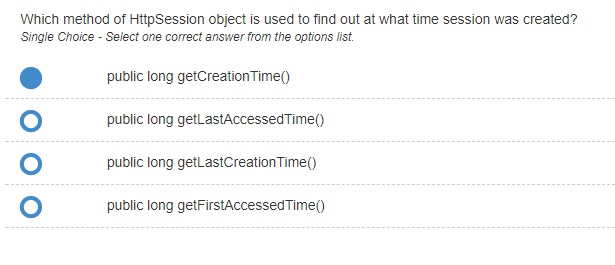 Which method of HttpSession object is used to find out at what time session was created?
Single Choice - Select one correct answer from the options list.
public long getCreationTime()
public long getLastAccessedTime()
public long getLastCreationTime()
public long getFirstAccessedTime()